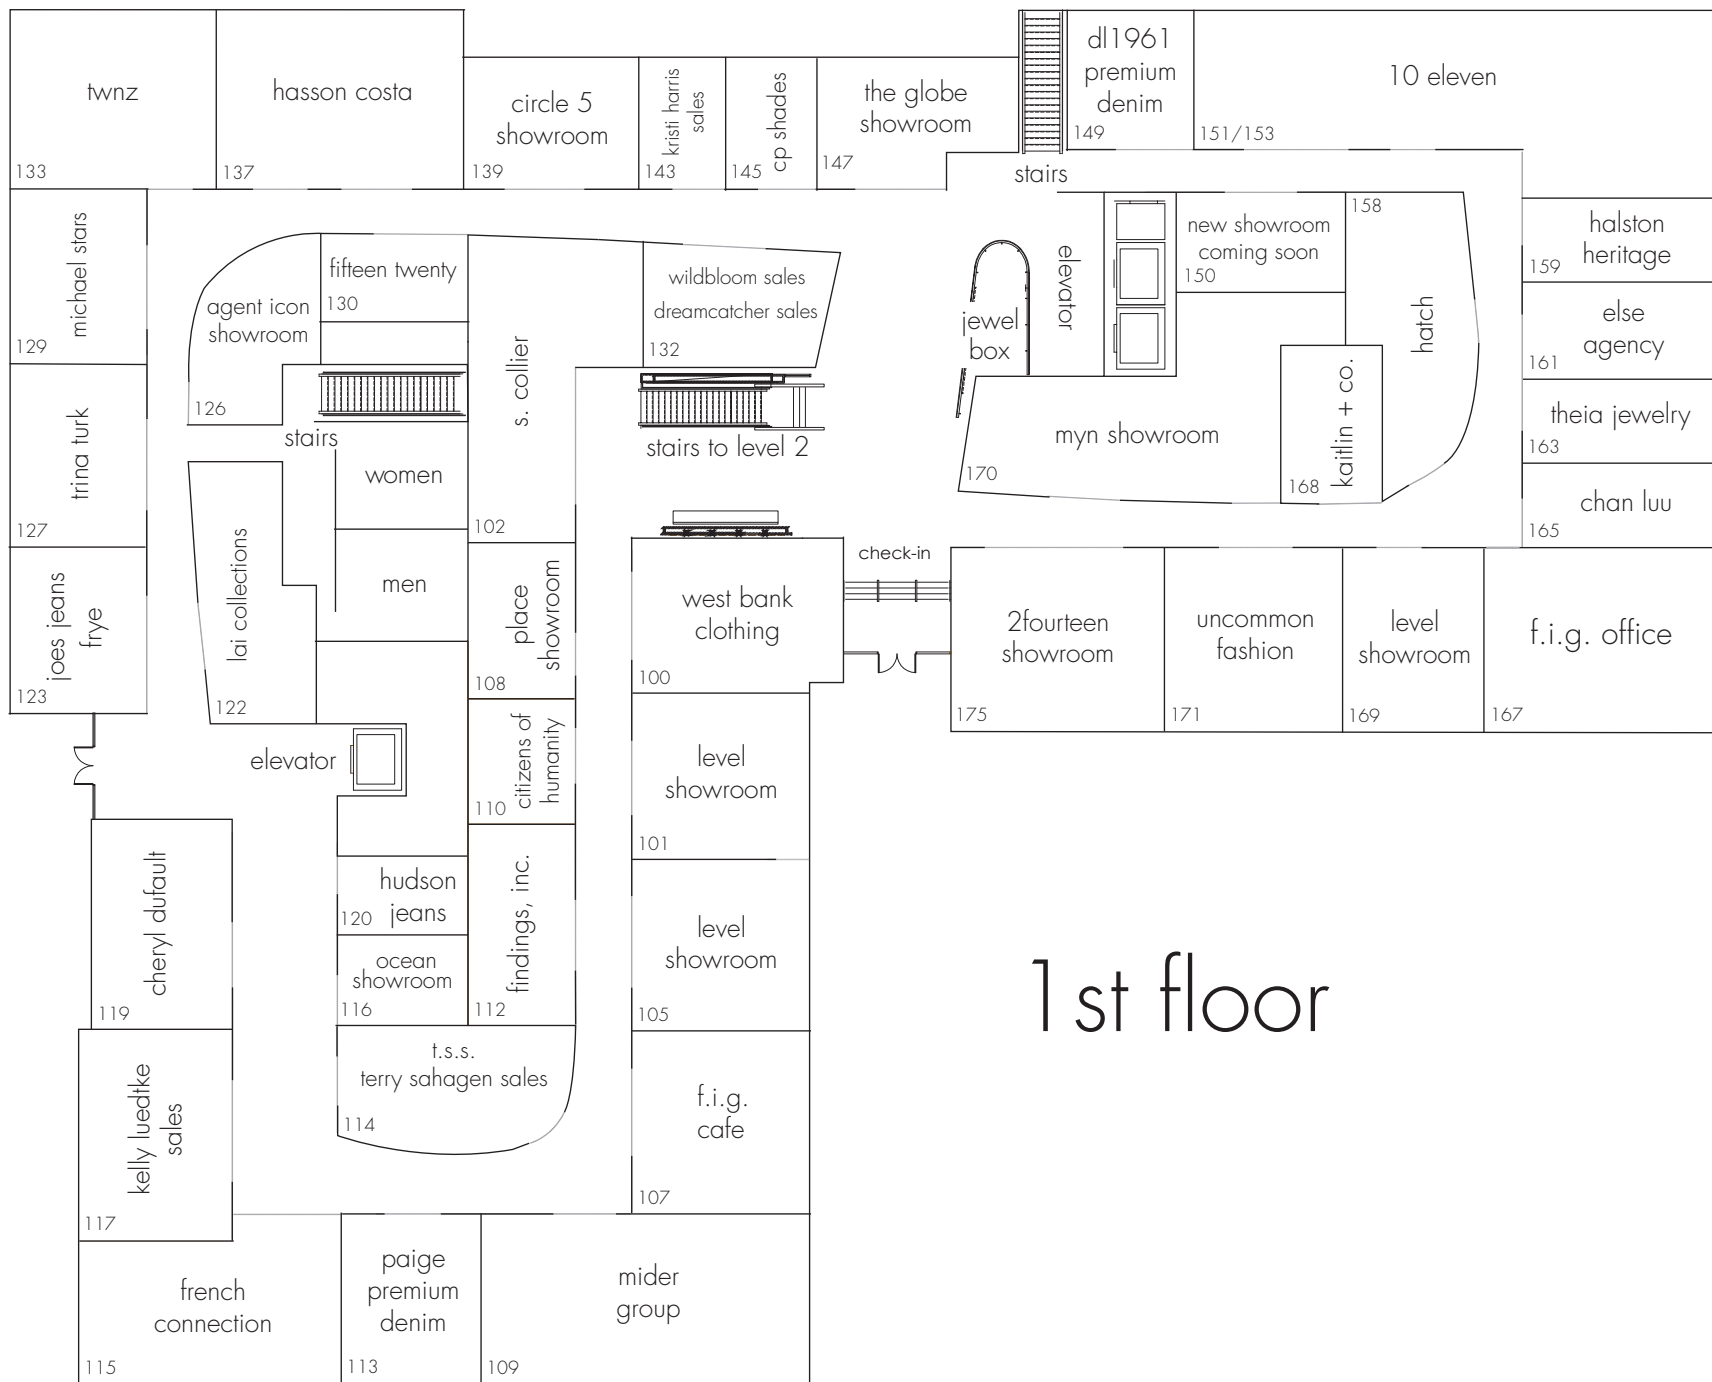 twnz
133
hasson costa
137
circle 5
showroom
139
kristi harris
sales
143
cp shades
145
the globe
showroom
147
stairs
dl1961
premium
denim
149
10 eleven
151/153
michael stars
129
agent icon
showroom
126
fifteen twenty
130
s. collier
102
wildbloom sales
dreamcatcher sales
132
jewel
box
elevator
new showroom
coming soon
150
158
hatch
halston
heritage
159
else
agency
161
theia jewelry
163
chan luu
165
trina turk
127
stairs
women
men
stairs to level 2
myn showroom
170
kaitlin + co.
168
joes jeans
frye
123
lai collections
122
place
showroom
108
west bank
clothing
100
check-in
2fourteen
showroom
175
uncommon
fashion
171
level
showroom
169
f.i.g. office
167
elevator
citizens of
humanity
110
level
showroom
101
cheryl dufault
119
hudson
jeans
120
ocean
showroom
116
findings, inc.
112
level
showroom
105
1st floor
kelly luedtke
sales
117
t.s.s.
terry sahagen sales
114
f.i.g.
cafe
107
french
connection
115
paige
premium
denim
113
mider
group
109